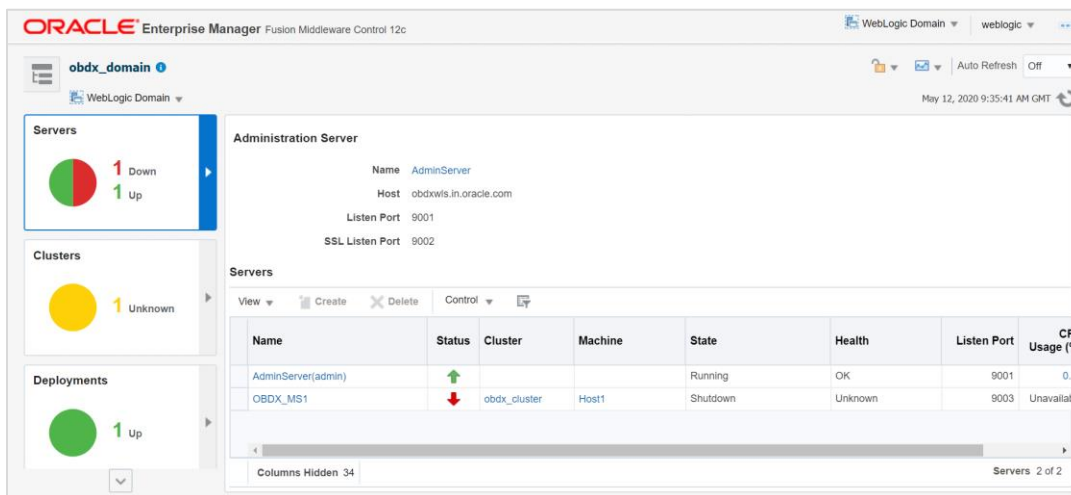 ORACLE Enterprise Manager Fusion Middleware Control 12c
WebLogic Domain
weblogic
obdx_domain
WebLogic Domain
Auto Refresh Off
May 12, 2020 9:35:41 AM GMT
Servers
1 Down
1 Up
Clusters
1 Unknown
Deployments
1 Up
Administration Server
Name AdminServer
Host obdxwls.in.oracle.com
Listen Port 9001
SSL Listen Port 9002
Servers
View Create Delete Control
Name Status Cluster Machine State Health Listen Port
AdminServer(admin) Running OK 9001 0.
OBDX_MS1 obdx_cluster Host1 Shutdown Unknown 9003
Columns Hidden 34
Servers 2 of 2